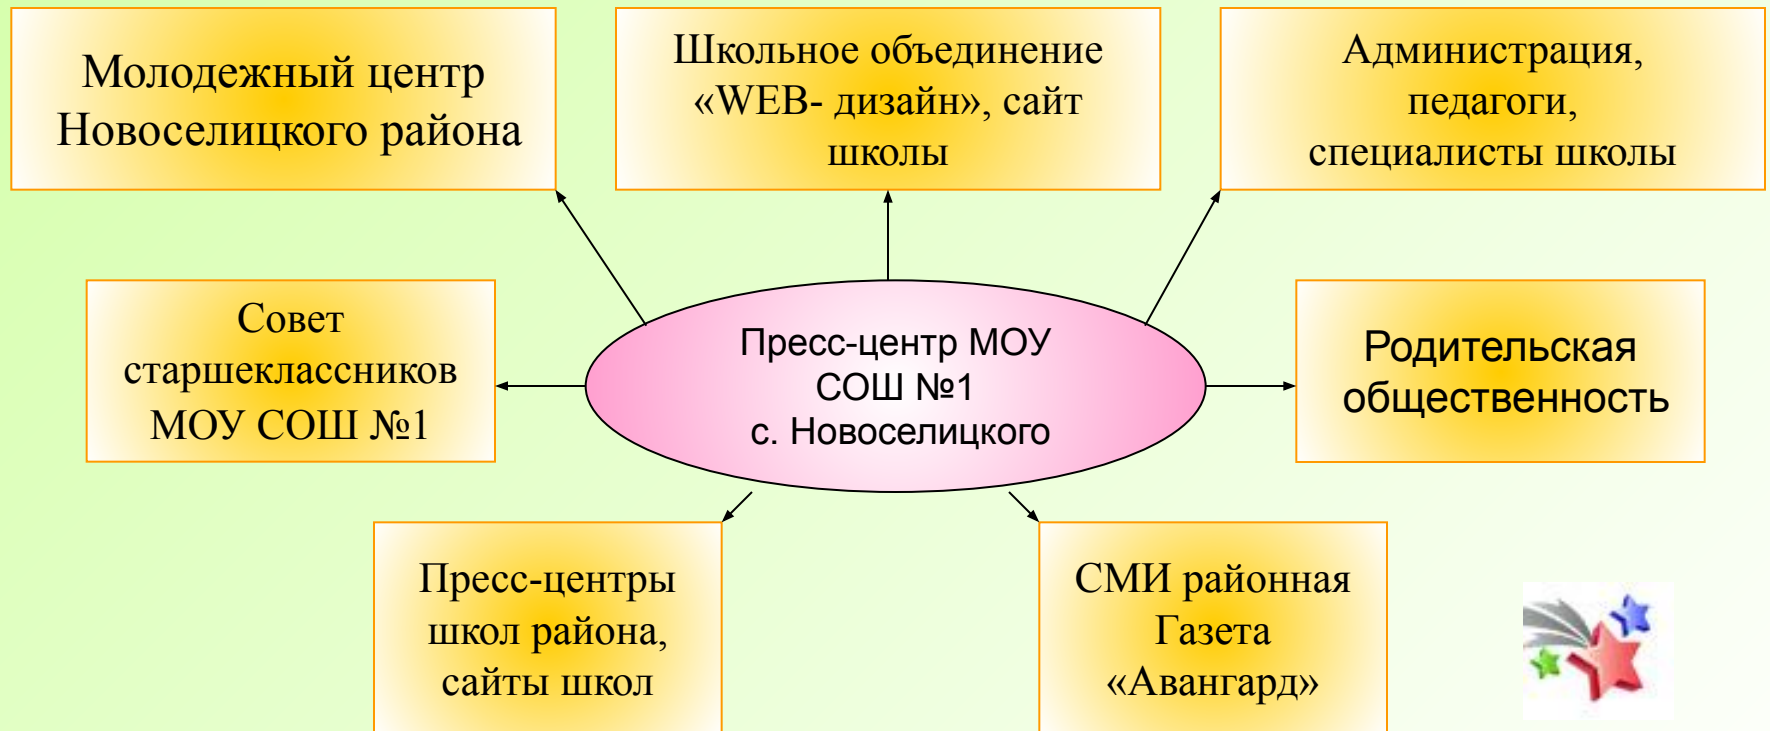 Молодежный центр
Новоселицкого района
Школьное объединение
«WEB- дизайн», сайт
школы
Администрация,
педагоги,
специалисты школы
Совет
старшеклассников
МОУ СОШ №1
Пресс-центр МОУ
СОШ №1
с. Новоселицкого
Родительская
общественность
Пресс-центры
школ района,
сайты школ
СМИ районная
Газета
«Авангард»